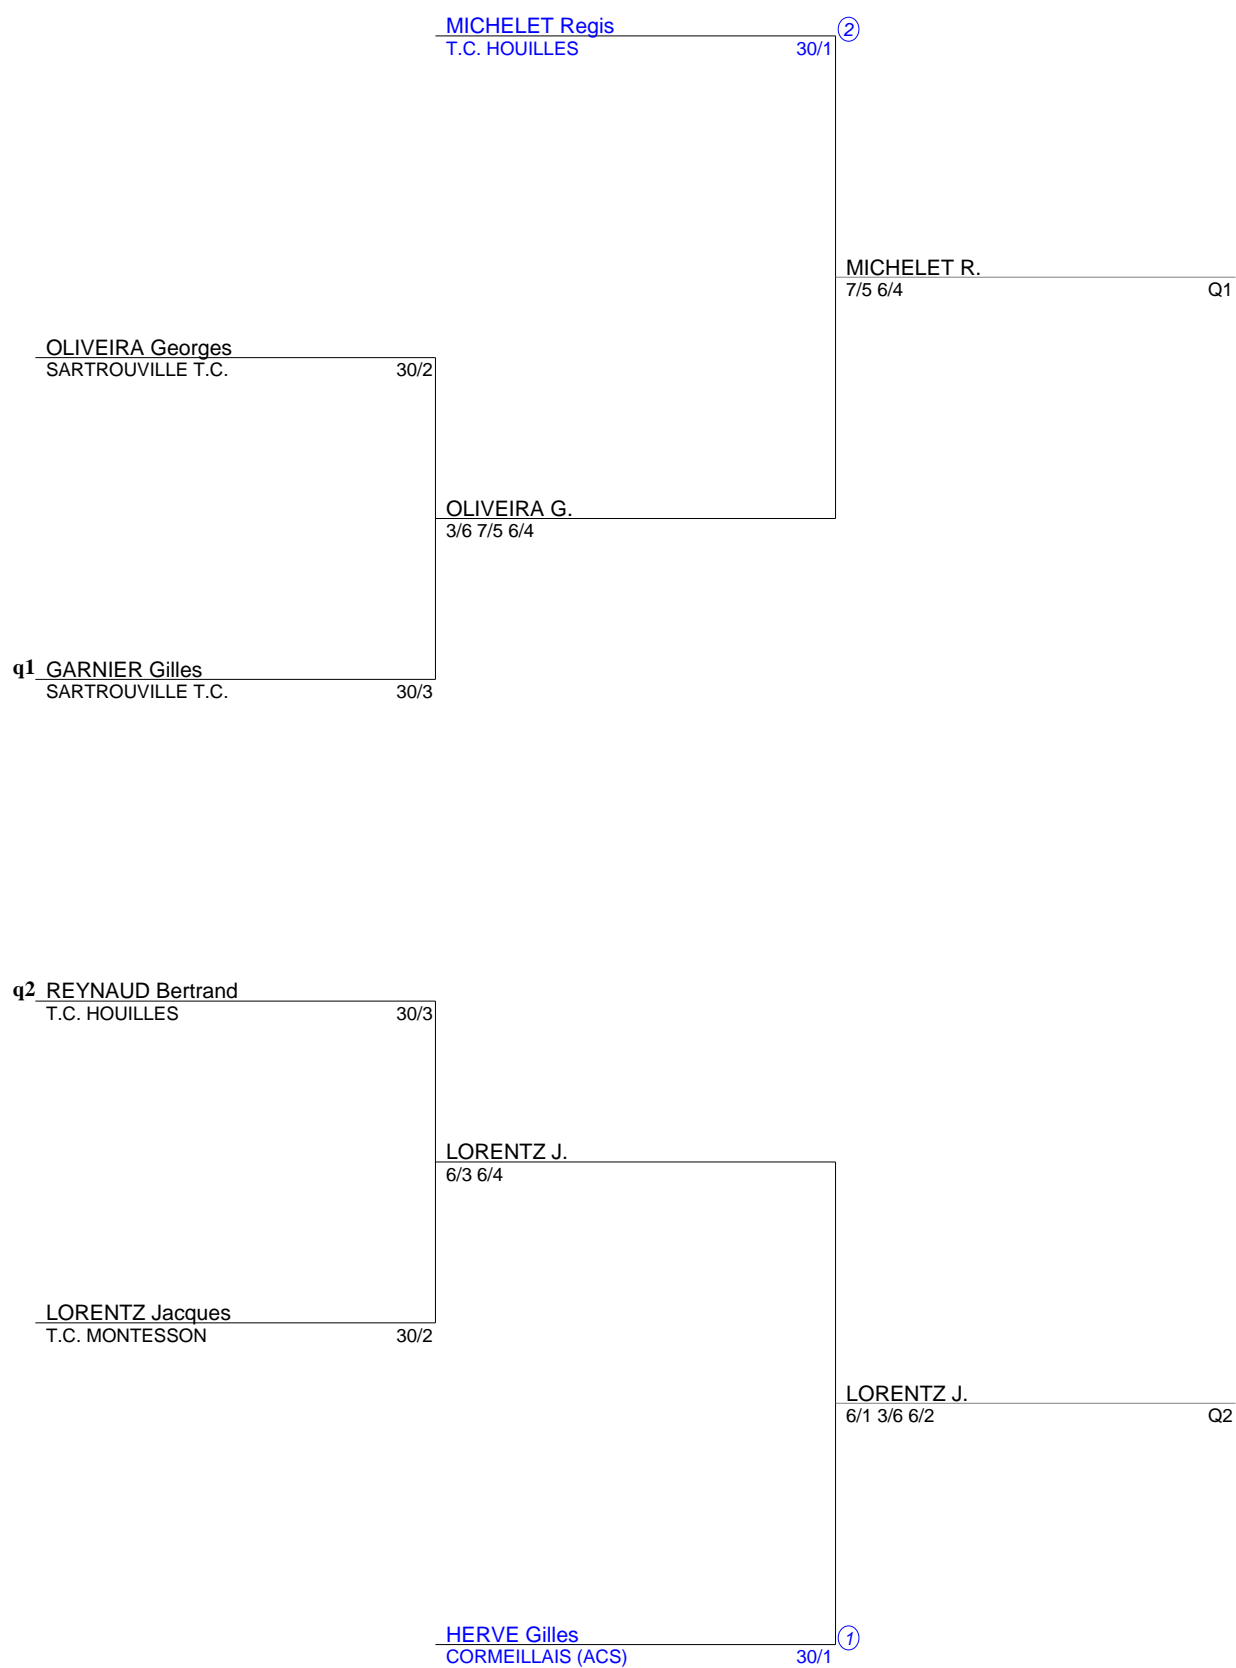 MICHELET Regis 2
T.C. HOUILLES 30/1
MICHELET R.
7/5 6/4 Q1
OLIVEIRA Georges
SARTROUVILLE T.C. 30/2
OLIVEIRA G.
3/6 7/5 6/4
q1 GARNIER Gilles
SARTROUVILLE T.C. 30/3
q2 REYNAUD Bertrand
T.C. HOUILLES 30/3
LORENTZ J.
6/3 6/4
LORENTZ Jacques
T.C. MONTESSON 30/2
LORENTZ J.
6/1 3/6 6/2 Q2
HERVE Gilles 1
CORMEILLAIS (ACS) 30/1